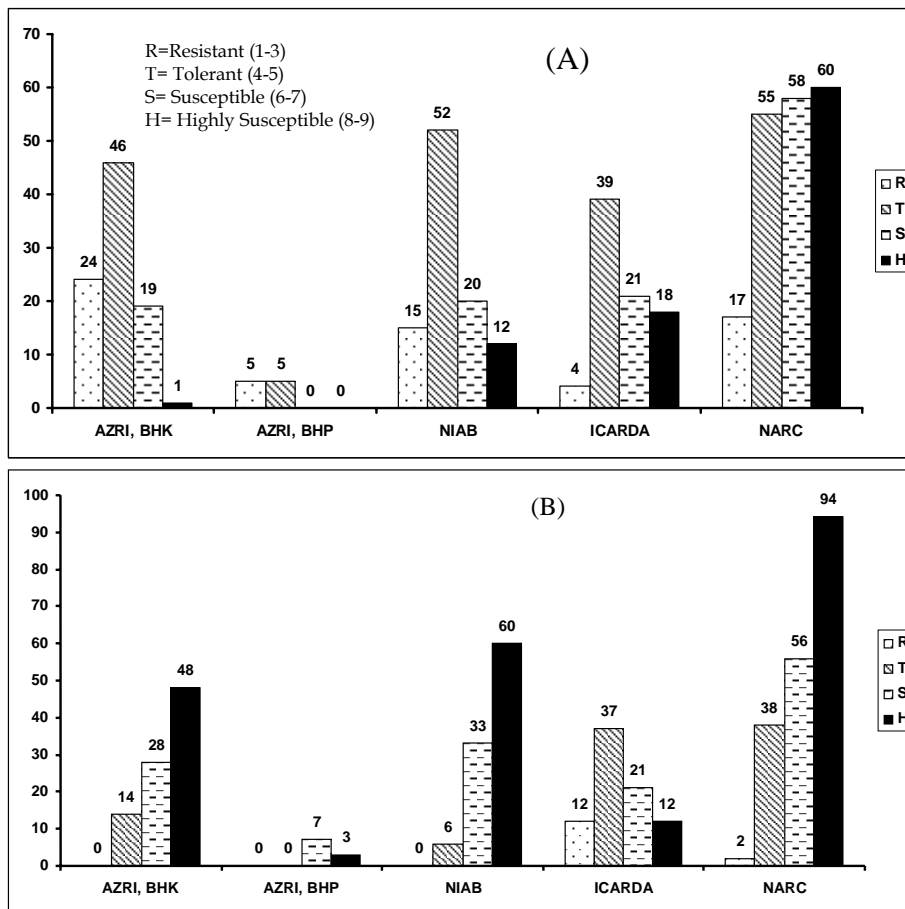 70
60
50
40
30
20
10
0
R=Resistant (1-3)
T= Tolerant (4-5)
S= Susceptible (6-7)
H= Highly Susceptible (8-9)
(A)
24 46 19 1
5 5 0 0
15 52 20 12
4 39 21 18
17 55 58 60
AZRI, BHK AZRI, BHP NIAB ICARDA NARC
R
T
S
H
100
90
80
70
60
50
40
30
20
10
0
(B)
0 14 28 48
0 0 7 3
0 6 33 60
12 37 21 12
2 38 56 94
AZRI, BHK AZRI, BHP NIAB ICARDA NARC
R
T
S
H